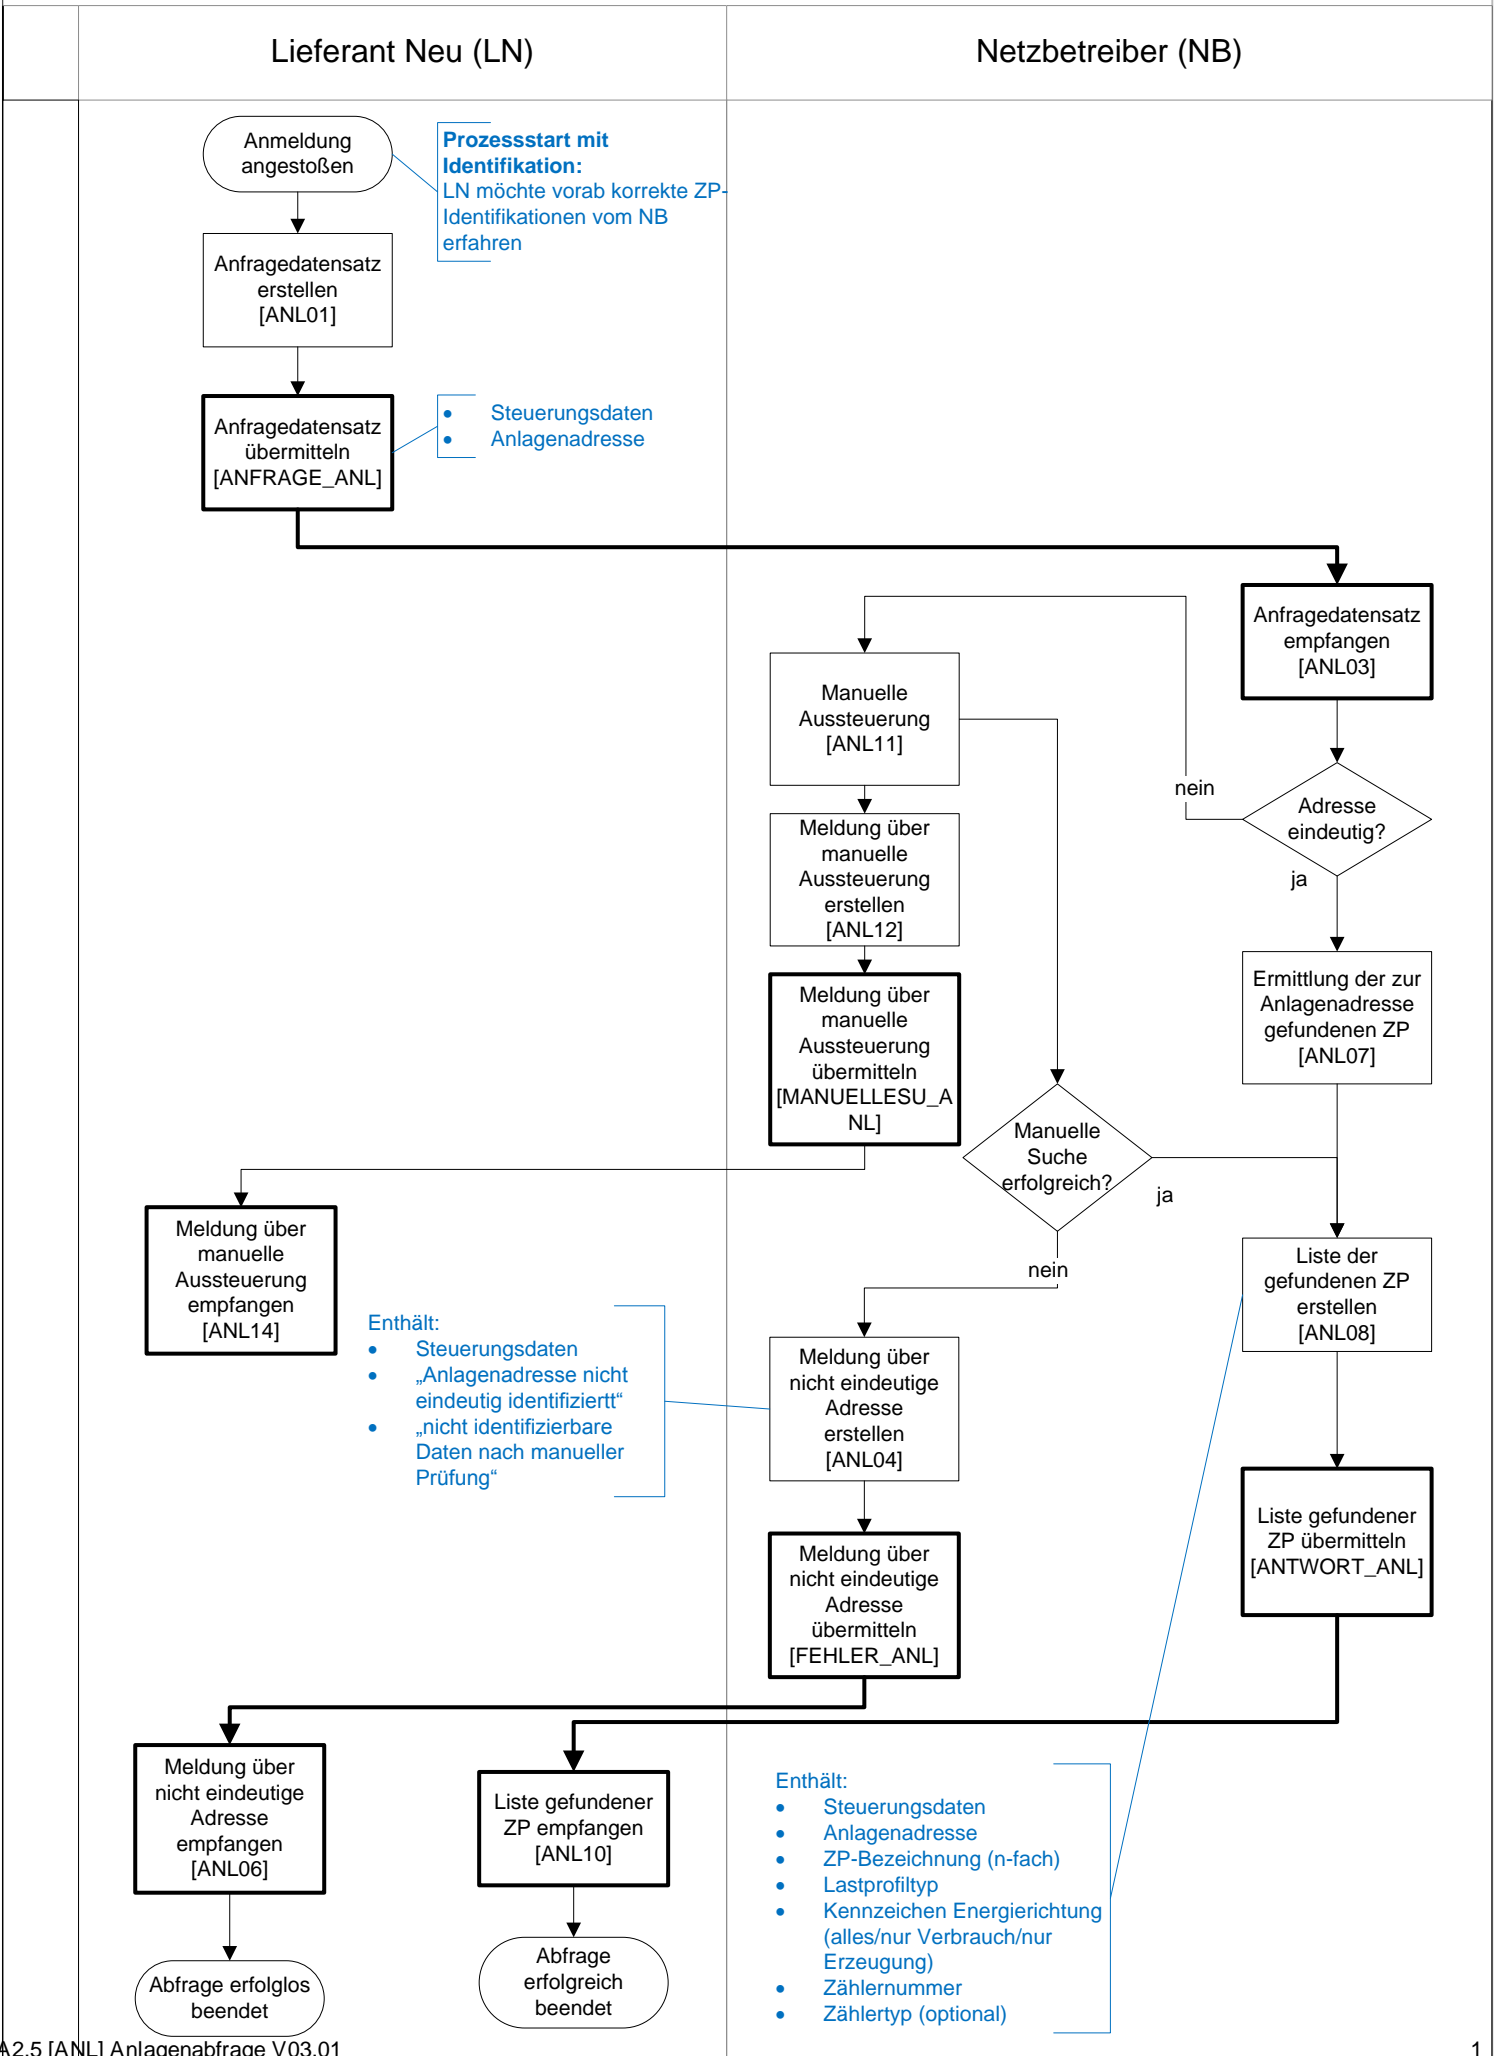 Lieferant Neu (LN)
Netzbetreiber (NB)
Anmeldung
angestoßen
Prozessstart mit
Identifikation:
LN möchte vorab korrekte ZP-
Identifikationen vom NB
erfahren
Anfragedatensatz
erstellen
[ANL01]
Anfragedatensatz
übermitteln
[ANFRAGE_ANL]
• Steuerungsdaten
• Anlagenadresse
Anfragedatensatz
empfangen
[ANL03]
Manuelle
Aussteuerung
[ANL11]
nein
Adresse
eindeutig?
ja
Meldung über
manuelle
Aussteuerung
erstellen
[ANL12]
Ermittlung der zur
Anlagenadresse
gefundenen ZP
[ANL07]
Meldung über
manuelle
Aussteuerung
übermitteln
[MANUELLESU_A
NL]
Manuelle
Suche
erfolgreich?
ja
nein
Meldung über
manuelle
Aussteuerung
empfangen
[ANL14]
Liste der
gefundenen ZP
erstellen
[ANL08]
Enthält:
• Steuerungsdaten
• „Anlagenadresse nicht
eindeutig identifiziertt“
• „nicht identifizierbare
Daten nach manueller
Prüfung“
Meldung über
nicht eindeutige
Adresse
erstellen
[ANL04]
Liste gefundener
ZP übermitteln
[ANTWORT_ANL]
Meldung über
nicht eindeutige
Adresse
übermitteln
[FEHLER_ANL]
Meldung über
nicht eindeutige
Adresse
empfangen
[ANL06]
Liste gefundener
ZP empfangen
[ANL10]
Enthält:
• Steuerungsdaten
• Anlagenadresse
• ZP-Bezeichnung (n-fach)
• Lastprofiltyp
• Kennzeichen Energierichtung
(alles/nur Verbrauch/nur
Erzeugung)
• Zählernummer
• Zählertyp (optional)
Abfrage erfolglos
beendet
Abfrage
erfolgreich
beendet
A2.5 [ANL] Anlagenabfrage V03.01
1